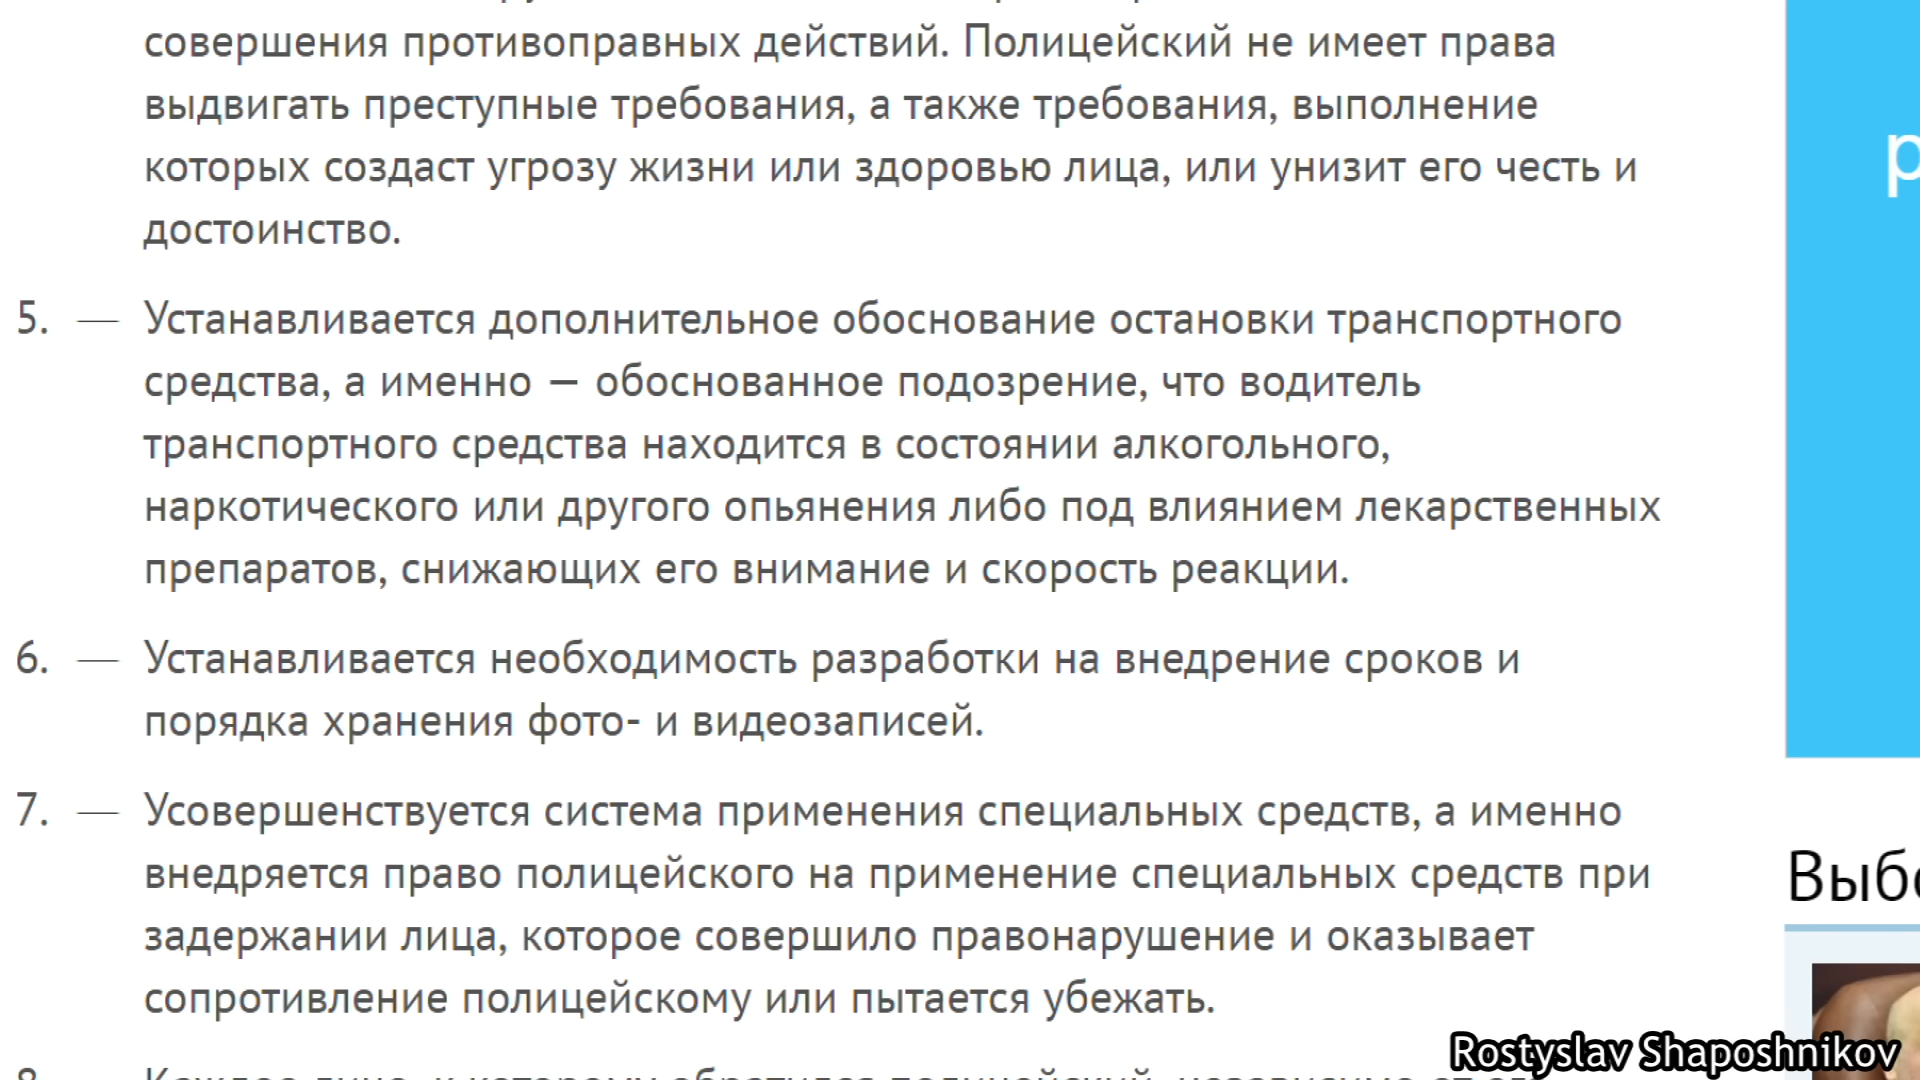 совершения противоправных действий. Полицейский не имеет права
выдвигать преступные требования, а также требования, выполнение
которых создаст угрозу жизни или здоровью лица, или унизит его честь и
достоинство.
5. — Устанавливается дополнительное обоснование остановки транспортного
средства, а именно — обоснованное подозрение, что водитель
транспортного средства находится в состоянии алкогольного,
наркотического или другого опьянения либо под влиянием лекарственных
препаратов, снижающих его внимание и скорость реакции.
6. — Устанавливается необходимость разработки на внедрение сроков и
порядка хранения фото- и видеозаписей.
7. — Усовершенствуется система применения специальных средств, а именно
внедряется право полицейского на применение специальных средств при
задержании лица, которое совершило правонарушение и оказывает
сопротивление полицейскому или пытается убежать.
Rostyslav Shaposhnikov